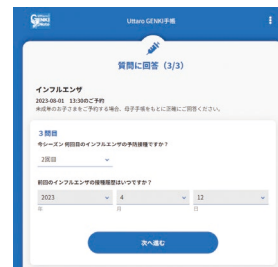 GENKi
Uttaro GENKi手帳
質問に回答（3/3）
インフルエンザ
2023-08-01　13:30のご予約
未成年のお子さまをご予約する場合、母子手帳をもとに正確にご回答ください。
3問目
今シーズン 何回目のインフルエンザの予防接種ですか？
2回目
前回のインフルエンザの接種履歴はいつですか？
2023 4 12
年 月 日
次へ進む